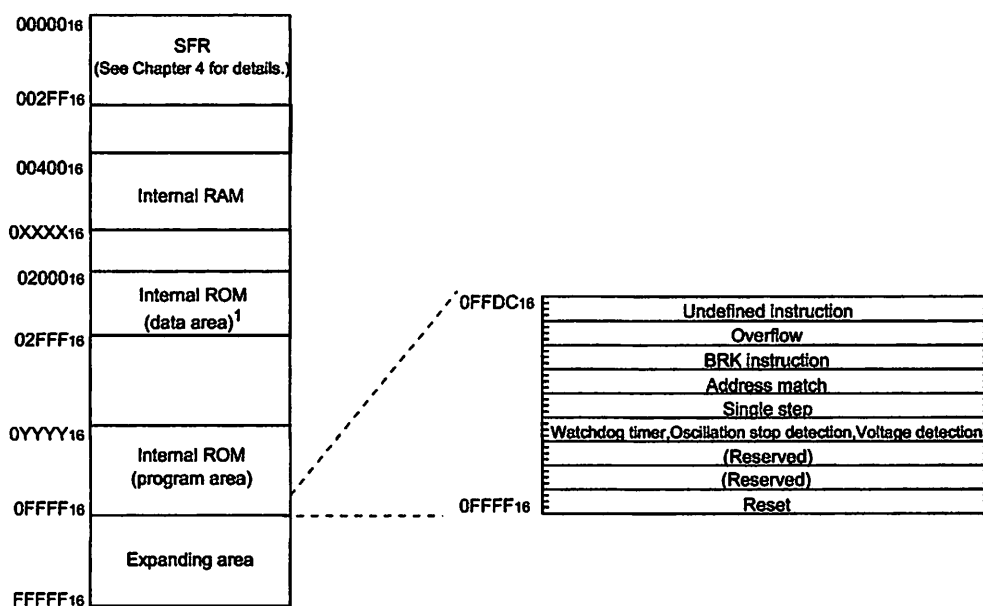 0000016
SFR
(See Chapter 4 for details.)
002FF16
0040016
Internal RAM
0XXXX16
0200016
Internal ROM
(data area)1
02FFF16
0YYYY16
Internal ROM
(program area)
0FFFF16
Expanding area
FFFFF16
0FFDC16
Undefined instruction
Overflow
BRK instruction
Address match
Single step
Watchdog timer,Oscillation stop detection,Voltage detection
(Reserved)
(Reserved)
Reset
0FFFF16